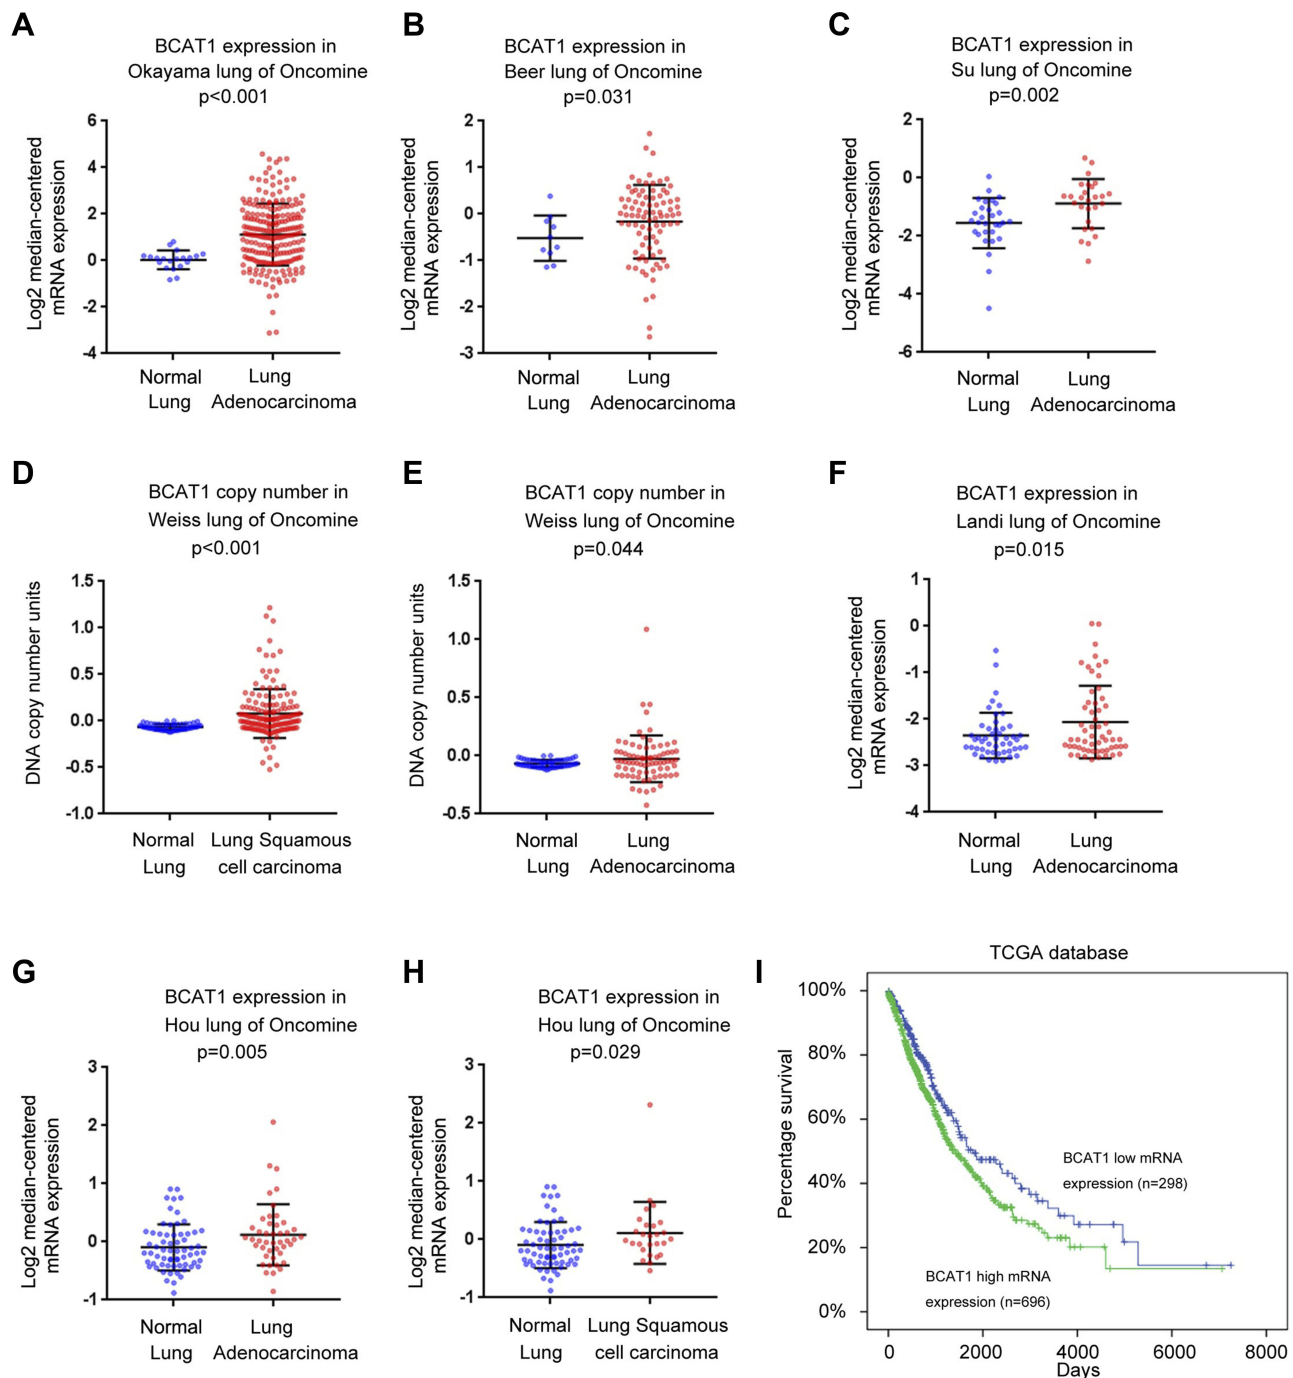 A
BCAT1 expression in
Okayama lung of Oncomine
p<0.001
Log2 median-centered
mRNA expression
6
4
2
0
-2
-4
Normal
Lung
Lung
Adenocarcinoma
B
BCAT1 expression in
Beer lung of Oncomine
p=0.031
Log2 median-centered
mRNA expression
2
1
0
-1
-2
-3
Normal
Lung
Lung
Adenocarcinoma
C
BCAT1 expression in
Su lung of Oncomine
p=0.002
Log2 median-centered
mRNA expression
2
0
-2
-4
-6
Normal
Lung
Lung
Adenocarcinoma
D
BCAT1 copy number in
Weiss lung of Oncomine
p<0.001
DNA copy number units
1.5
1.0
0.5
0.0
-0.5
-1.0
Normal
Lung
Lung Squamous
cell carcinoma
E
BCAT1 copy number in
Weiss lung of Oncomine
p=0.044
DNA copy number units
1.5
1.0
0.5
0.0
-0.5
Normal
Lung
Lung
Adenocarcinoma
F
BCAT1 expression in
Landi lung of Oncomine
p=0.015
Log2 median-centered
mRNA expression
1
0
-1
-2
-3
-4
Normal
Lung
Lung
Adenocarcinoma
G
BCAT1 expression in
Hou lung of Oncomine
p=0.005
Log2 median-centered
mRNA expression
3
2
1
0
-1
Normal
Lung
Lung
Adenocarcinoma
H
BCAT1 expression in
Hou lung of Oncomine
p=0.029
Log2 median-centered
mRNA expression
3
2
1
0
-1
Normal
Lung
Lung Squamous
cell carcinoma
I
TCGA database
Percentage survival
100%
80%
60%
40%
20%
0%
BCAT1 low mRNA
expression (n=298)
BCAT1 high mRNA
expression (n=696)
0
2000
4000
6000
8000
Days